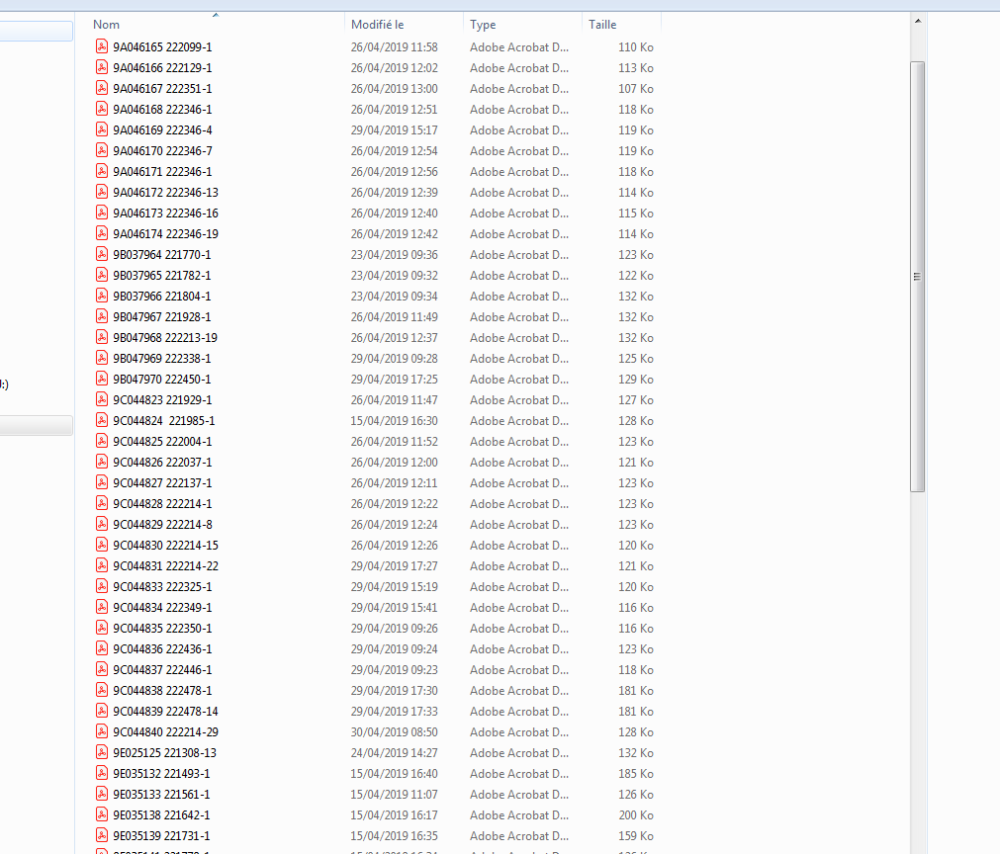 Nom Modifié le Type Taille
9A046165 222099-1 26/04/2019 11:58 Adobe Acrobat D... 110 Ko
9A046166 222129-1 26/04/2019 12:02 Adobe Acrobat D... 113 Ko
9A046167 222351-1 26/04/2019 13:00 Adobe Acrobat D... 107 Ko
9A046168 222346-1 26/04/2019 12:51 Adobe Acrobat D... 118 Ko
9A046169 222346-4 29/04/2019 15:17 Adobe Acrobat D... 119 Ko
9A046170 222346-7 26/04/2019 12:54 Adobe Acrobat D... 119 Ko
9A046171 222346-1 26/04/2019 12:56 Adobe Acrobat D... 118 Ko
9A046172 222346-13 26/04/2019 12:39 Adobe Acrobat D... 114 Ko
9A046173 222346-16 26/04/2019 12:40 Adobe Acrobat D... 115 Ko
9A046174 222346-19 26/04/2019 12:42 Adobe Acrobat D... 114 Ko
9B037964 221770-1 23/04/2019 09:36 Adobe Acrobat D... 123 Ko
9B037965 221782-1 23/04/2019 09:32 Adobe Acrobat D... 122 Ko
9B037966 221804-1 23/04/2019 09:34 Adobe Acrobat D... 132 Ko
9B047967 221928-1 26/04/2019 11:49 Adobe Acrobat D... 132 Ko
9B047968 222213-19 26/04/2019 12:37 Adobe Acrobat D... 132 Ko
9B047969 222338-1 29/04/2019 09:28 Adobe Acrobat D... 125 Ko
:)
9B047970 222450-1 29/04/2019 17:25 Adobe Acrobat D... 129 Ko
9C044823 221929-1 26/04/2019 11:47 Adobe Acrobat D... 127 Ko
9C044824  221985-1 15/04/2019 16:30 Adobe Acrobat D... 128 Ko
9C044825 222004-1 26/04/2019 11:52 Adobe Acrobat D... 123 Ko
9C044826 222037-1 26/04/2019 12:00 Adobe Acrobat D... 121 Ko
9C044827 222137-1 26/04/2019 12:11 Adobe Acrobat D... 123 Ko
9C044828 222214-1 26/04/2019 12:22 Adobe Acrobat D... 123 Ko
9C044829 222214-8 26/04/2019 12:24 Adobe Acrobat D... 123 Ko
9C044830 222214-15 26/04/2019 12:26 Adobe Acrobat D... 120 Ko
9C044831 222214-22 29/04/2019 17:27 Adobe Acrobat D... 121 Ko
9C044833 222325-1 29/04/2019 15:19 Adobe Acrobat D... 120 Ko
9C044834 222349-1 29/04/2019 15:41 Adobe Acrobat D... 116 Ko
9C044835 222350-1 29/04/2019 09:26 Adobe Acrobat D... 116 Ko
9C044836 222436-1 29/04/2019 09:24 Adobe Acrobat D... 123 Ko
9C044837 222446-1 29/04/2019 09:23 Adobe Acrobat D... 118 Ko
9C044838 222478-1 29/04/2019 17:30 Adobe Acrobat D... 181 Ko
9C044839 222478-14 29/04/2019 17:33 Adobe Acrobat D... 181 Ko
9C044840 222214-29 30/04/2019 08:50 Adobe Acrobat D... 128 Ko
9E025125 221308-13 24/04/2019 14:27 Adobe Acrobat D... 132 Ko
9E035132 221493-1 15/04/2019 16:40 Adobe Acrobat D... 185 Ko
9E035133 221561-1 15/04/2019 11:07 Adobe Acrobat D... 126 Ko
9E035138 221642-1 15/04/2019 16:17 Adobe Acrobat D... 200 Ko
9E035139 221731-1 15/04/2019 16:35 Adobe Acrobat D... 159 Ko